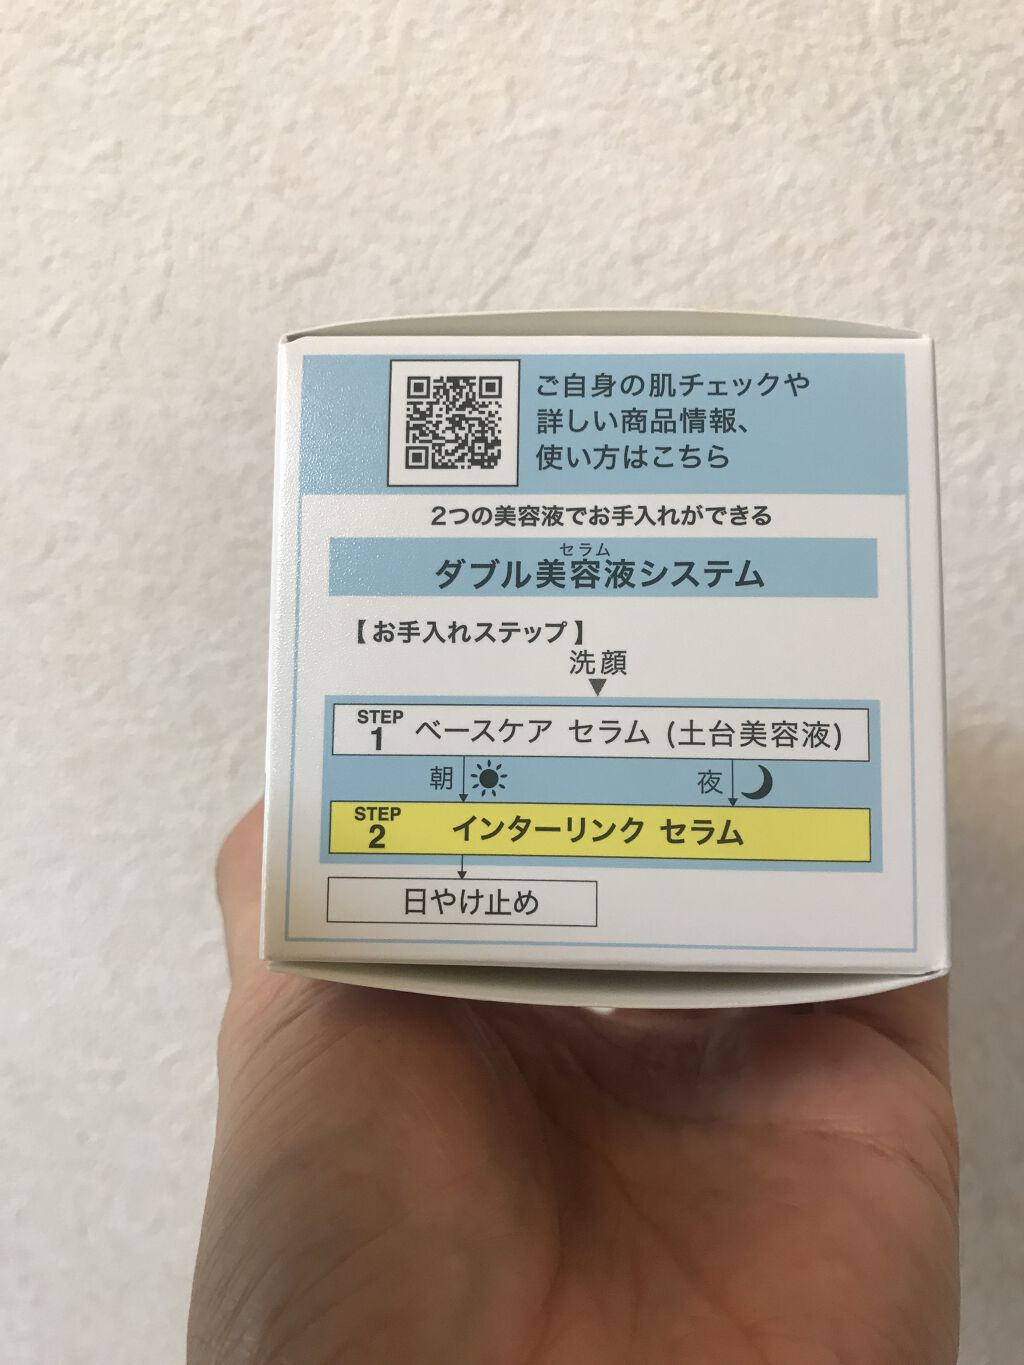 ご自身の肌チェックや
詳しい商品情報、
使い方はこちら
2つの美容液でお手入れができる
セラム
ダブル美容液システム
【お手入れステップ】
洗顔
STEP
1 ベースケア セラム (土台美容液)
朝 夜
STEP
2 インターリンク セラム
日やけ止め